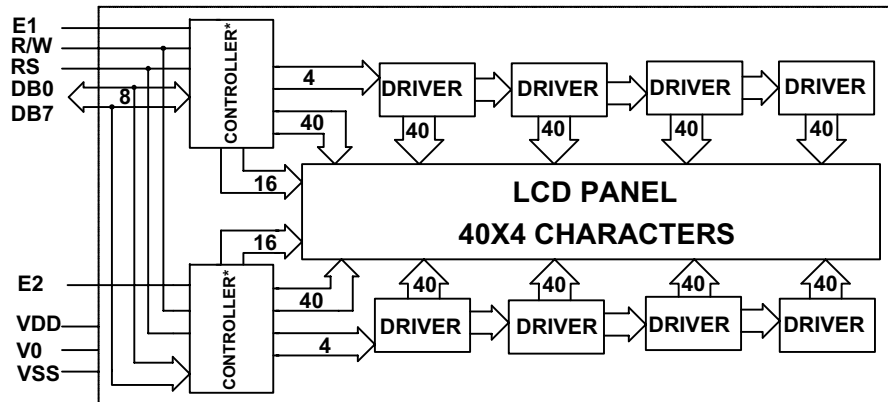 E1
R/W
RS
DB0
DB7
8
CONTROLLER*
4
40
16
DRIVER
DRIVER
DRIVER
DRIVER
40
40
40
40
LCD PANEL
40X4 CHARACTERS
E2
VDD
V0
VSS
CONTROLLER*
16
40
4
40
40
40
40
DRIVER
DRIVER
DRIVER
DRIVER